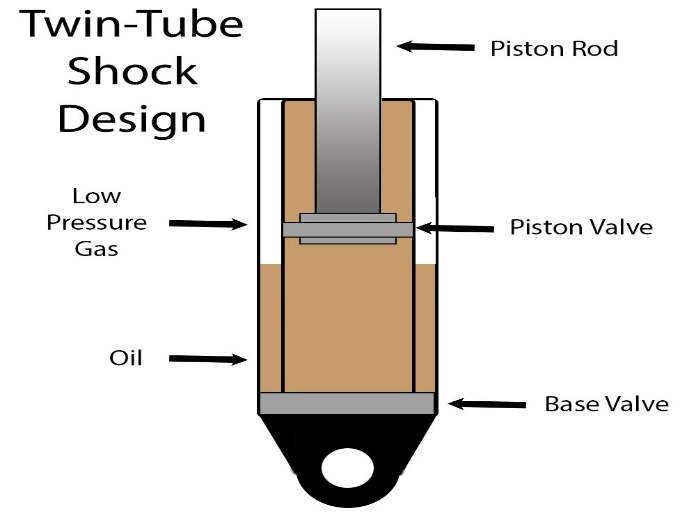 Twin-Tube
Shock
Design
Piston Rod
Low
Pressure
Gas
Piston Valve
Oil
Base Valve